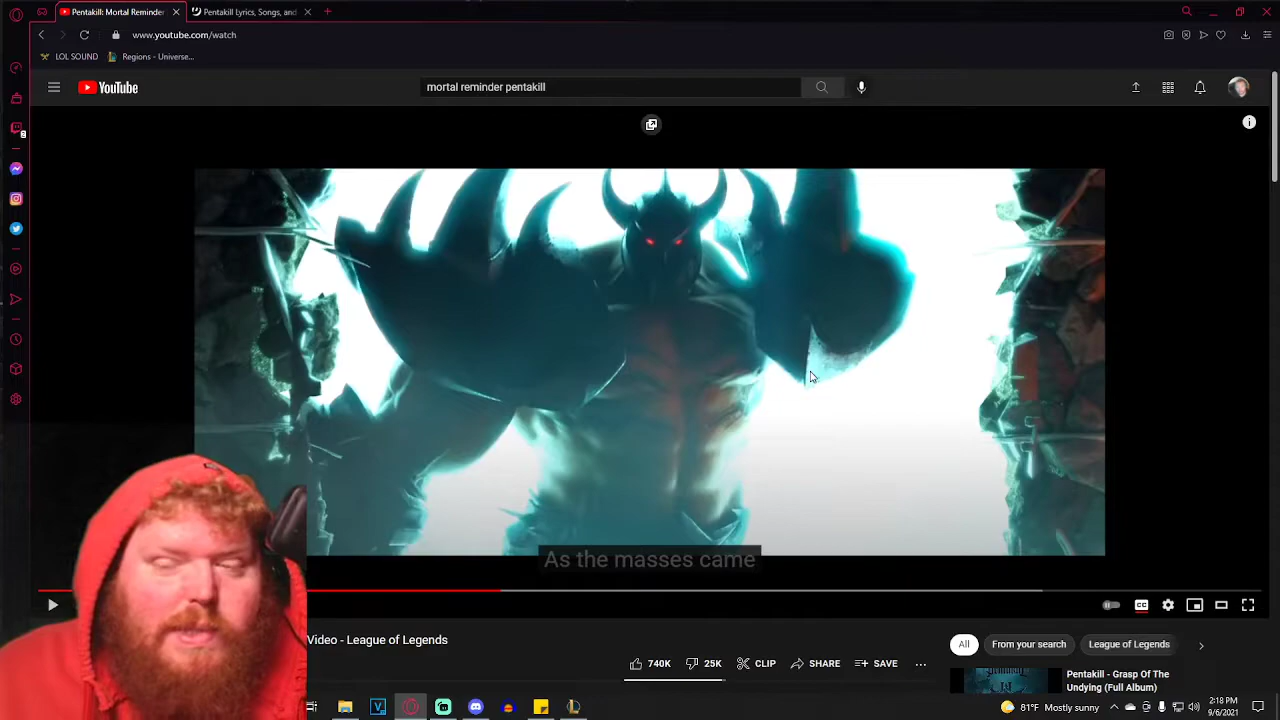 Pentakill: Mortal Reminder
Pentakill Lyrics, Songs, and
www.youtube.com/watch
LOL SOUND
Regions - Universe...
YouTube
mortal reminder pentakill
2
As the masses came
CC
Video - League of Legends
All
From your search
League of Legends
740K
25K
CLIP
SHARE
SAVE
Pentakill - Grasp Of The
Undying (Full Album)
81°F Mostly sunny
2:18 PM
9/6/2021